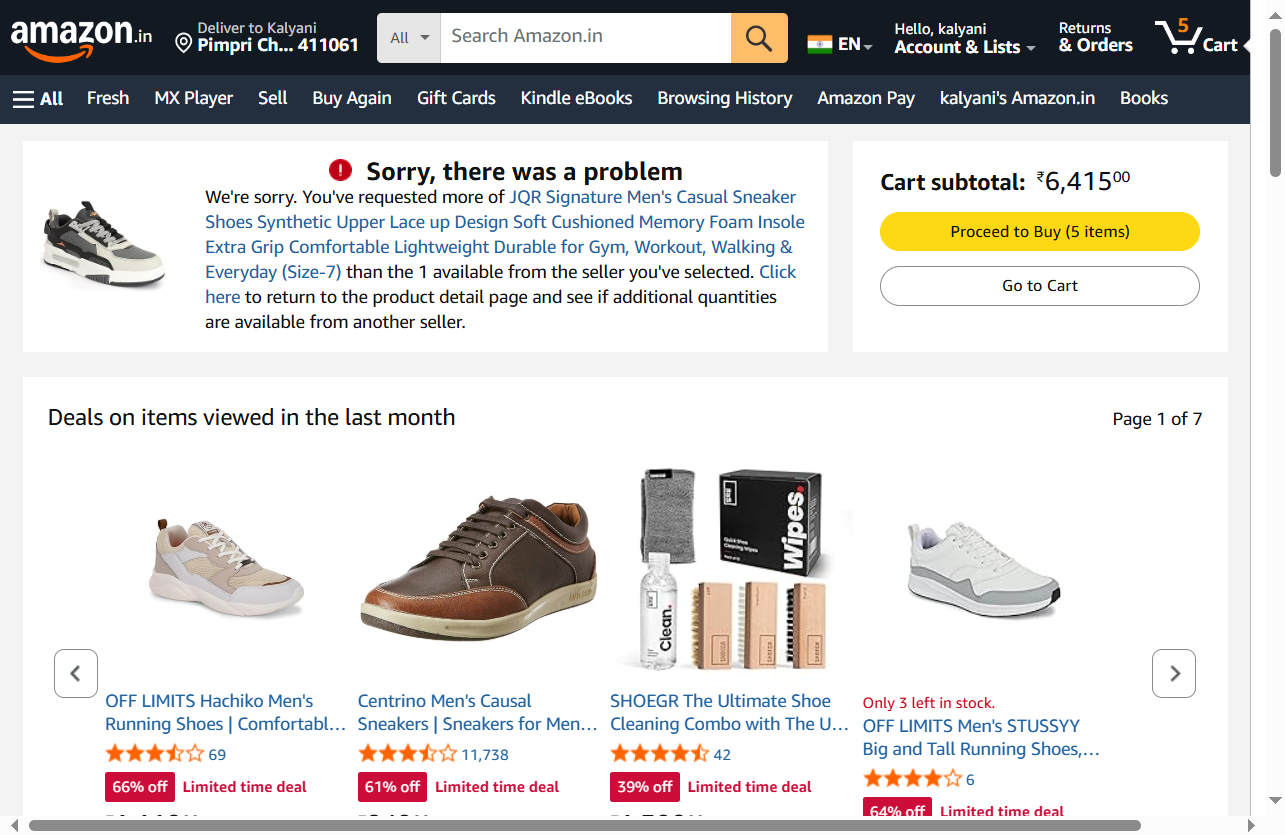 amazon.in
Deliver to Kalyani
Pimpri Ch... 411061
All
Search Amazon.in
EN
Hello, kalyani
Account & Lists
Returns
& Orders
5
Cart
All
Fresh
MX Player
Sell
Buy Again
Gift Cards
Kindle eBooks
Browsing History
Amazon Pay
kalyani's Amazon.in
Books
Sorry, there was a problem
We're sorry. You've requested more of JQR Signature Men's Casual Sneaker
Shoes Synthetic Upper Lace up Design Soft Cushioned Memory Foam Insole
Extra Grip Comfortable Lightweight Durable for Gym, Workout, Walking &
Everyday (Size-7) than the 1 available from the seller you've selected. Click
here to return to the product detail page and see if additional quantities
are available from another seller.
Cart subtotal: ₹6,41500
Proceed to Buy (5 items)
Go to Cart
Deals on items viewed in the last month
Page 1 of 7
Wipes.
Quick Shoe
Cleaning Wipes
Clean.
OFF LIMITS Hachiko Men's
Running Shoes | Comfortabl...
69
66% off Limited time deal
Centrino Men's Causal
Sneakers | Sneakers for Men...
11,738
61% off Limited time deal
SHOEGR The Ultimate Shoe
Cleaning Combo with The U...
42
39% off Limited time deal
Only 3 left in stock.
OFF LIMITS Men's STUSSYY
Big and Tall Running Shoes,...
6
64% off Limited time deal